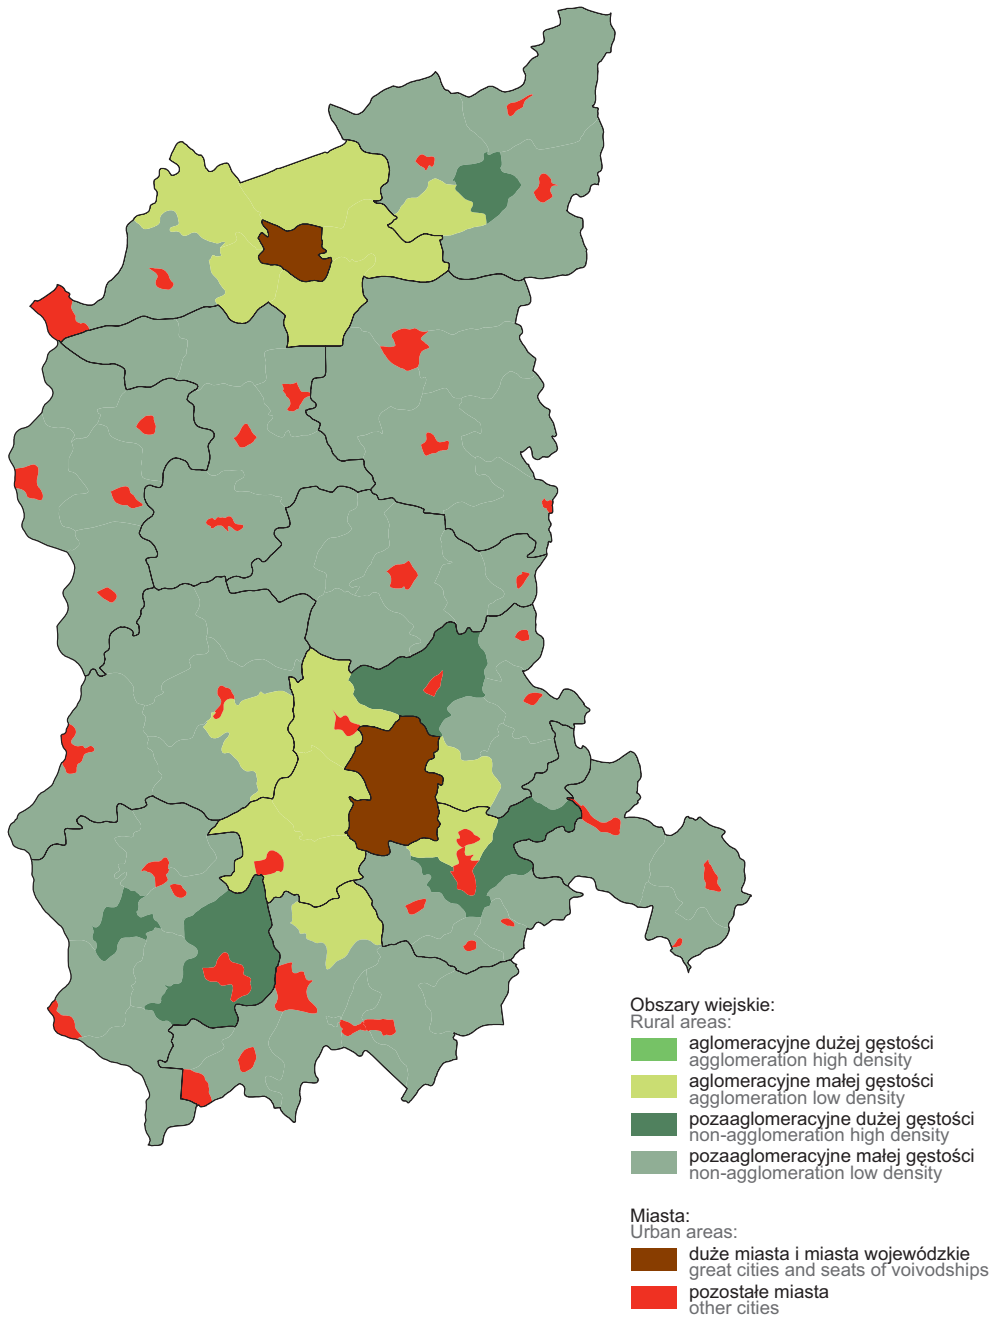 Obszary wiejskie:
Rural areas:
aglomeracyjne dużej gęstości
agglomeration high density
aglomeracyjne małej gęstości
agglomeration low density
pozaaglomeracyjne dużej gęstości
non-agglomeration high density
pozaaglomeracyjne małej gęstości
non-agglomeration low density
Miasta:
Urban areas:
duże miasta i miasta wojewódzkie
great cities and seats of voivodships
pozostałe miasta
other cities